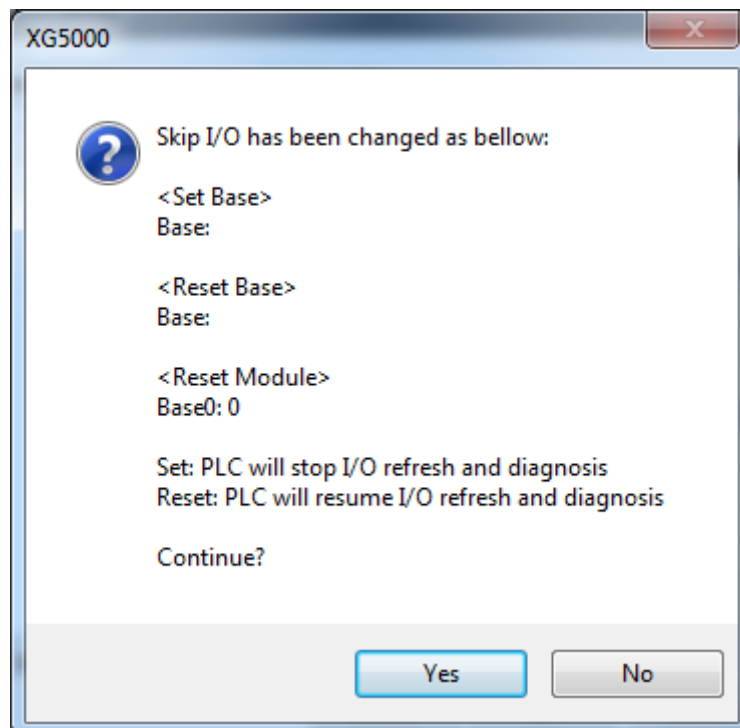 XG5000
Skip I/O has been changed as bellow:
<Set Base>
Base:
<Reset Base>
Base:
<Reset Module>
Base0: 0
Set: PLC will stop I/O refresh and diagnosis
Reset: PLC will resume I/O refresh and diagnosis
Continue?
Yes
No